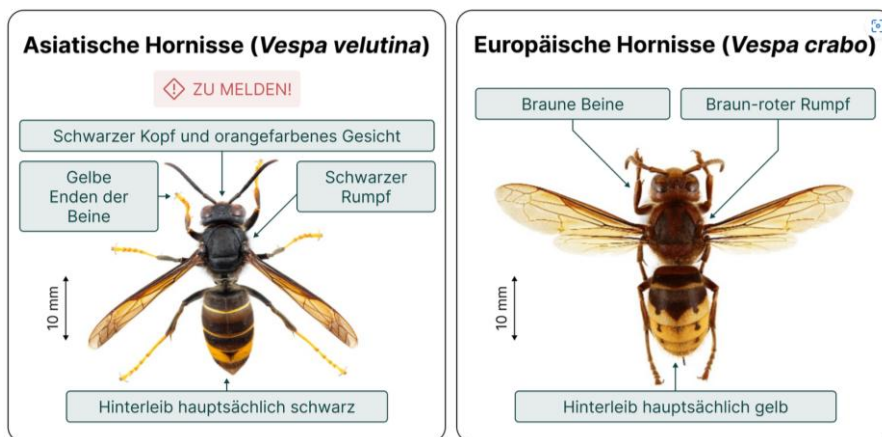 Asiatische Hornisse (Vespa velutina)
ZU MELDEN!
Schwarzer Kopf und orangefarbenes Gesicht
Gelbe
Enden der
Beine
Schwarzer
Rumpf
10 mm
Hinterleib hauptsächlich schwarz
Europäische Hornisse (Vespa crabo)
Braune Beine
Braun-roter Rumpf
10 mm
Hinterleib hauptsächlich gelb